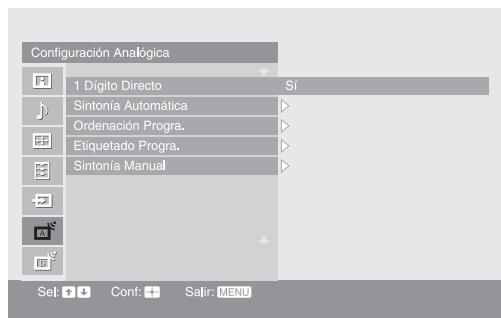 Configuración Analógica
1 Dígito Directo Sí
Sintonía Automática
Ordenación Progra.
Etiquetado Progra.
Sintonía Manual
A
D
Sel: Conf: Salir: MENU